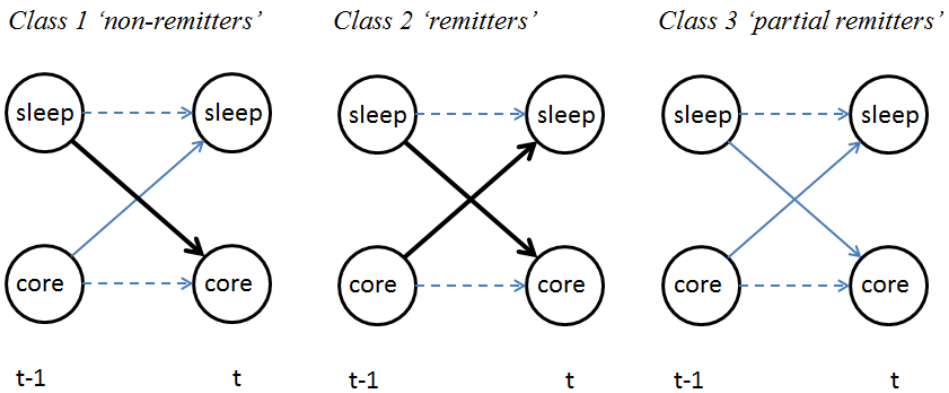 Class 1 ‘non-remitters’ Class 2 ‘remitters’ Class 3 ‘partial remitters’
sleep sleep sleep sleep sleep sleep
core core core core core core
t-1 t t-1 t t-1 t